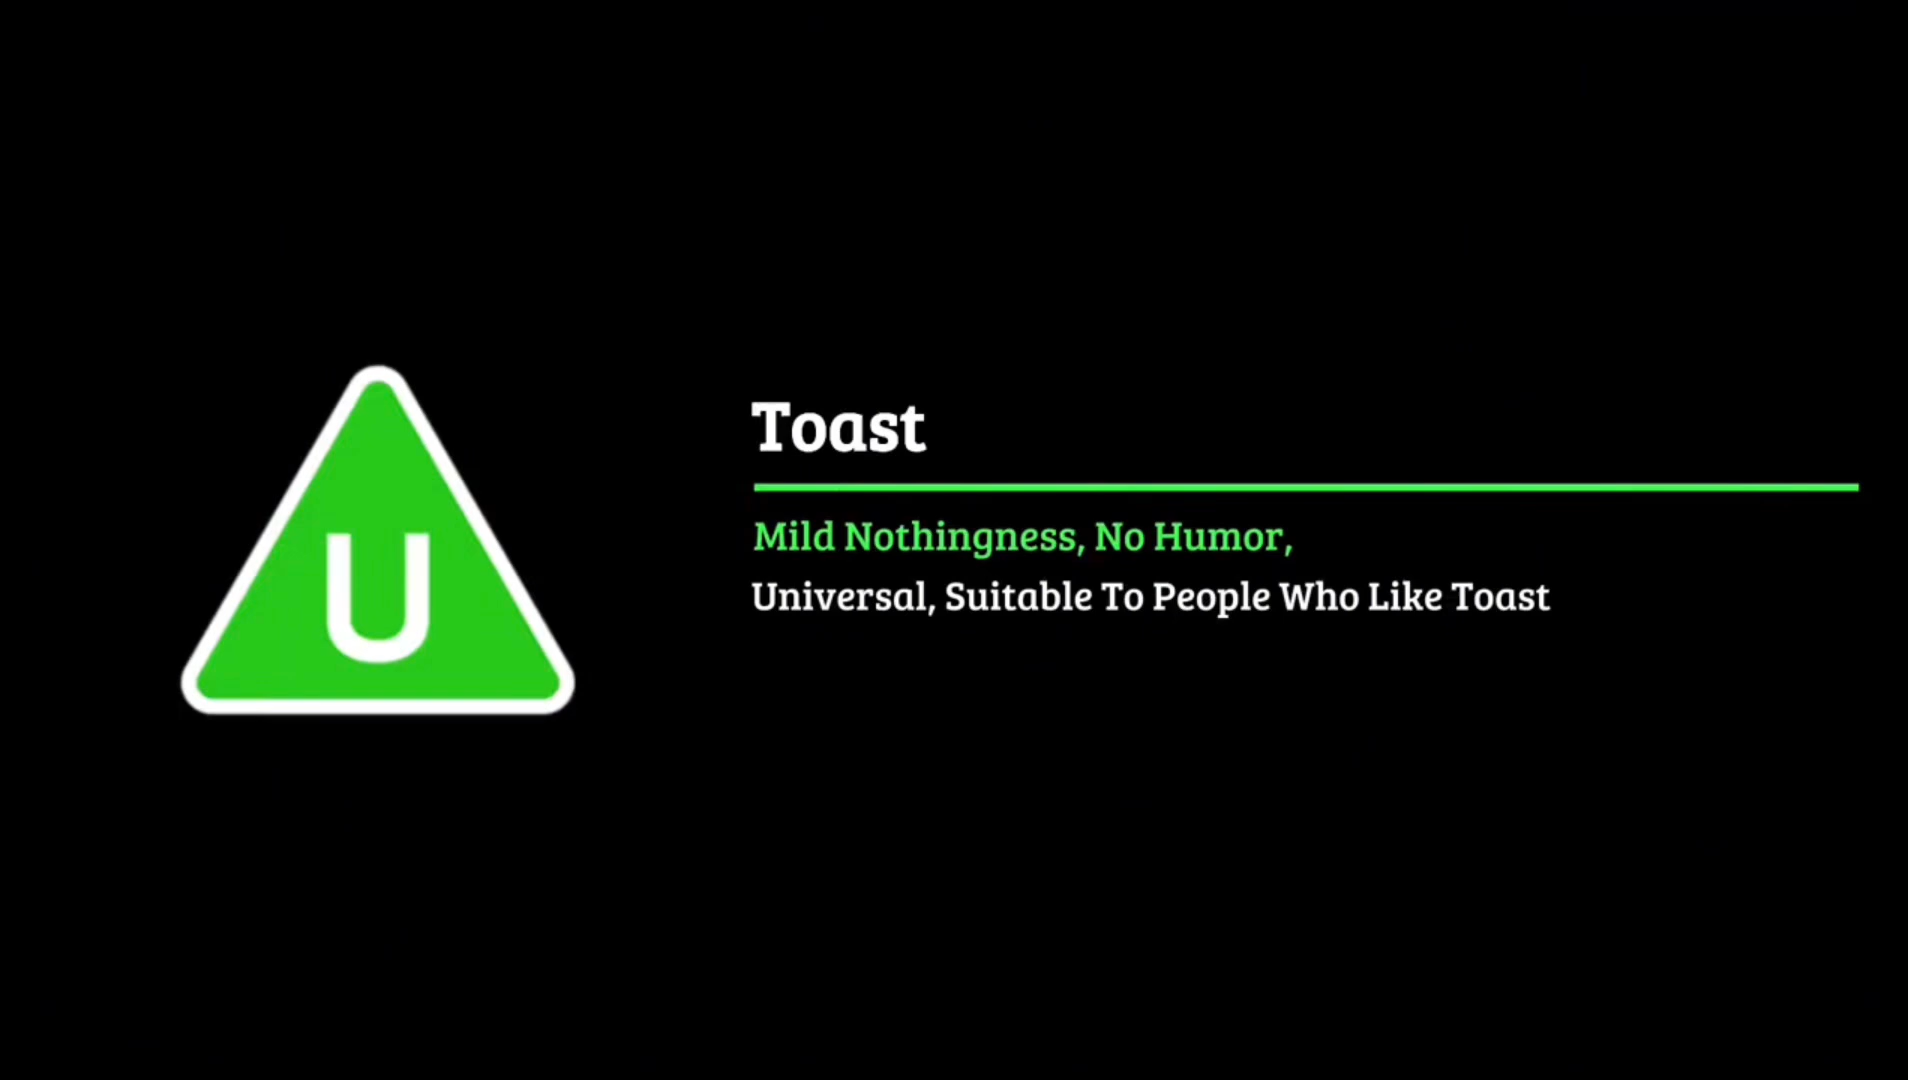 U
Toast
Mild Nothingness, No Humor,
Universal, Suitable To People Who Like Toast